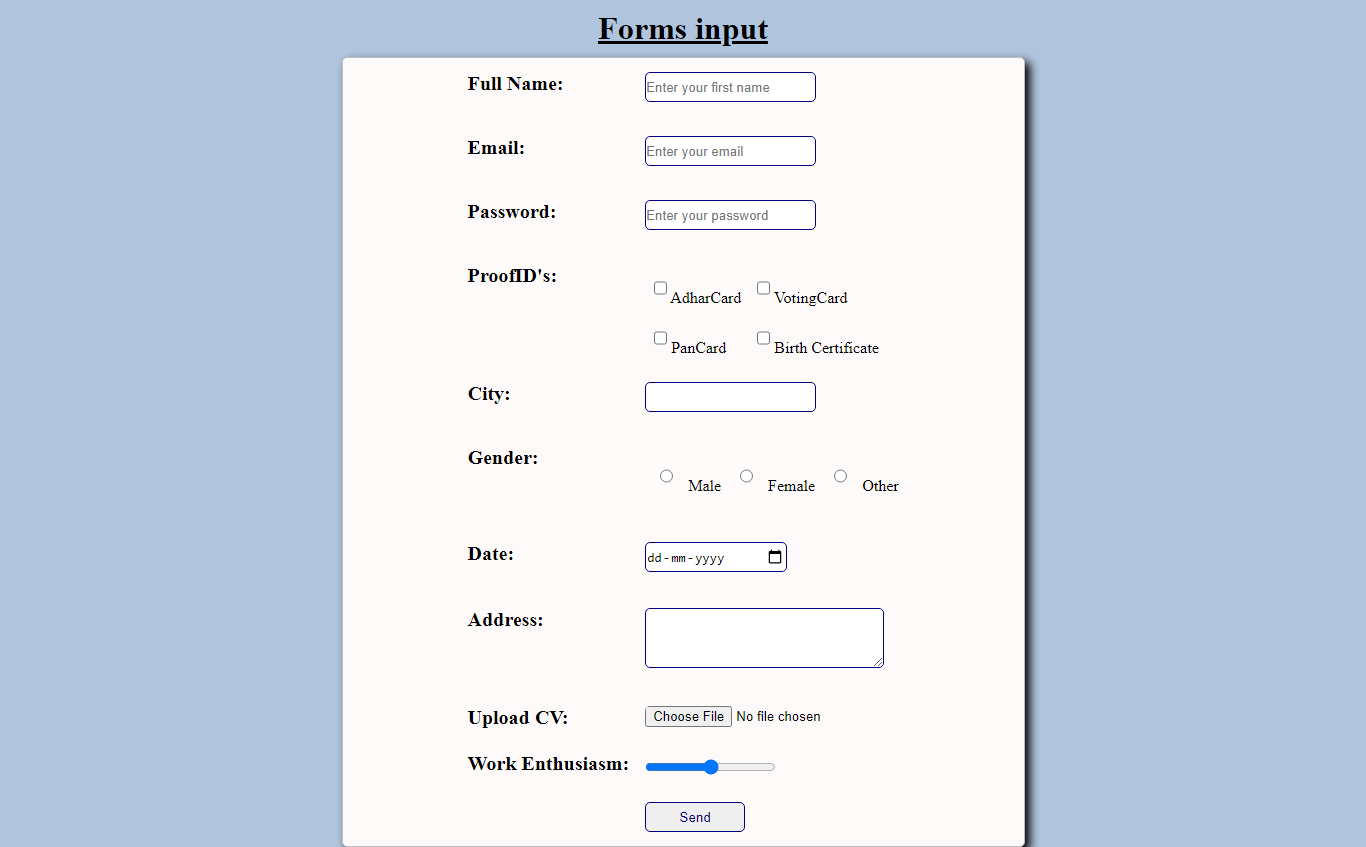 Forms input
Full Name: Enter your first name
Email: Enter your email
Password: Enter your password
ProofID's:
AdharCard VotingCard
PanCard Birth Certificate
City:
Gender:
Male Female Other
Date: dd-mm-yyyy
Address:
Upload CV: Choose File No file chosen
Work Enthusiasm:
Send